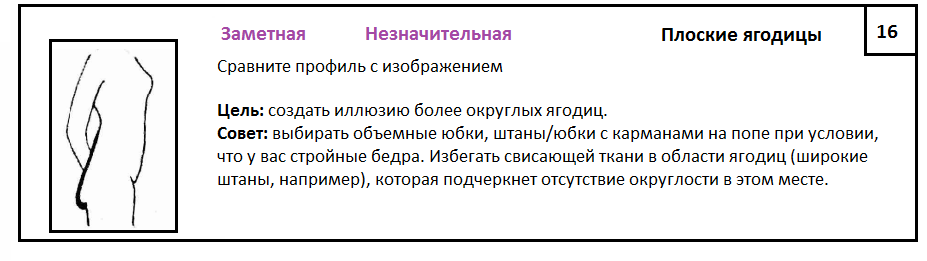 Заметная Незначительная Плоские ягодицы 16
Сравните профиль с изображением
Цель: создать иллюзию более округлых ягодиц.
Совет: выбирать объемные юбки, штаны/юбки с карманами на попе при условии,
что у вас стройные бедра. Избегать свисающей ткани в области ягодиц (широкие
штаны, например), которая подчеркнет отсутствие округлости в этом месте.